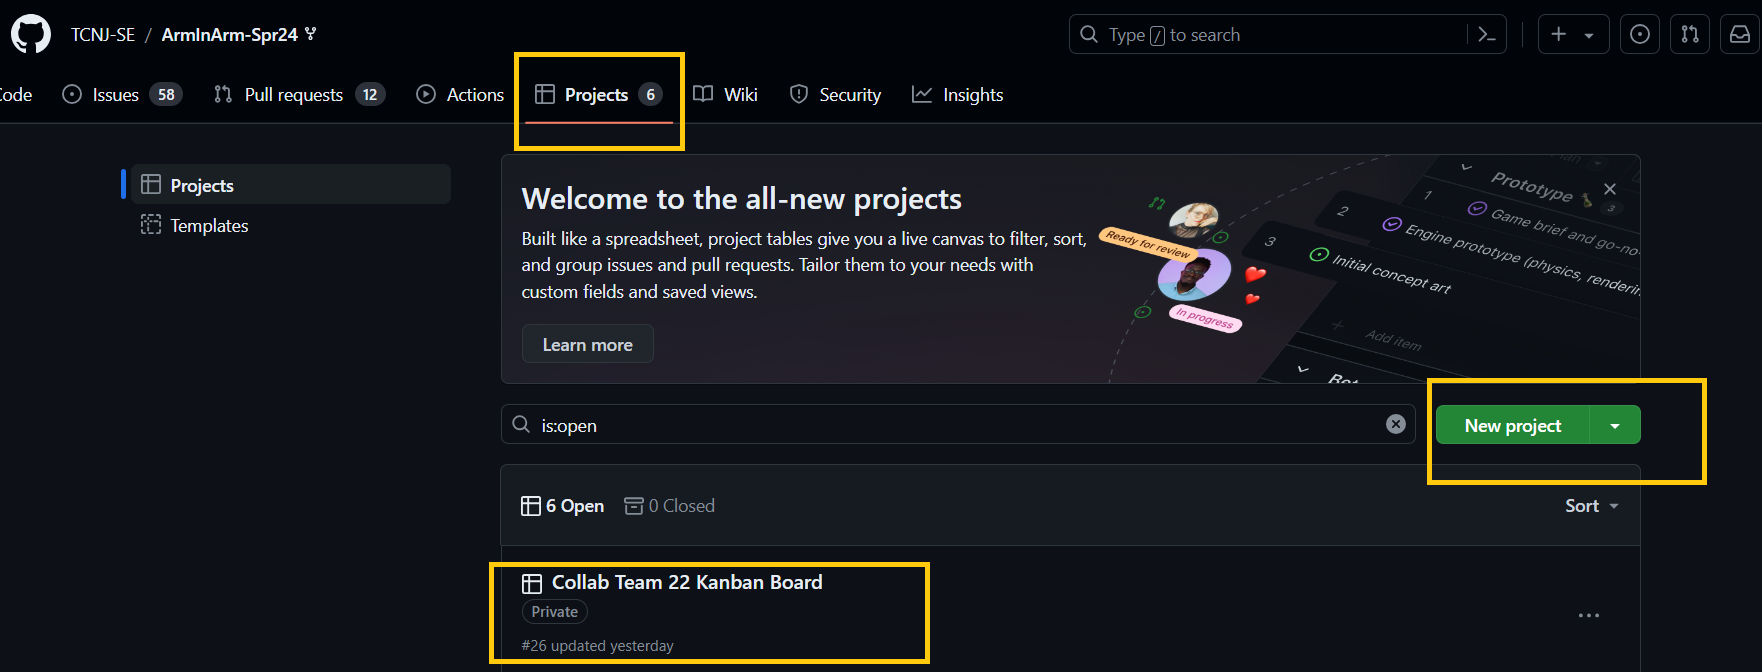 TCNJ-SE / ArmInArm-Spr24
Type / to search
ode Issues 58 Pull requests 12 Actions Projects 6 Wiki Security Insights
Projects
Templates
Welcome to the all-new projects
Built like a spreadsheet, project tables give you a live canvas to filter, sort,
and group issues and pull requests. Tailor them to your needs with
custom fields and saved views.
Learn more
Ready for review
In progress
Prototype 3
1 Game brief and go-no
2 Engine prototype (physics, renderin
3 Initial concept art
+ Add item
is:open
New project
6 Open 0 Closed
Sort
Collab Team 22 Kanban Board
Private
#26 updated yesterday